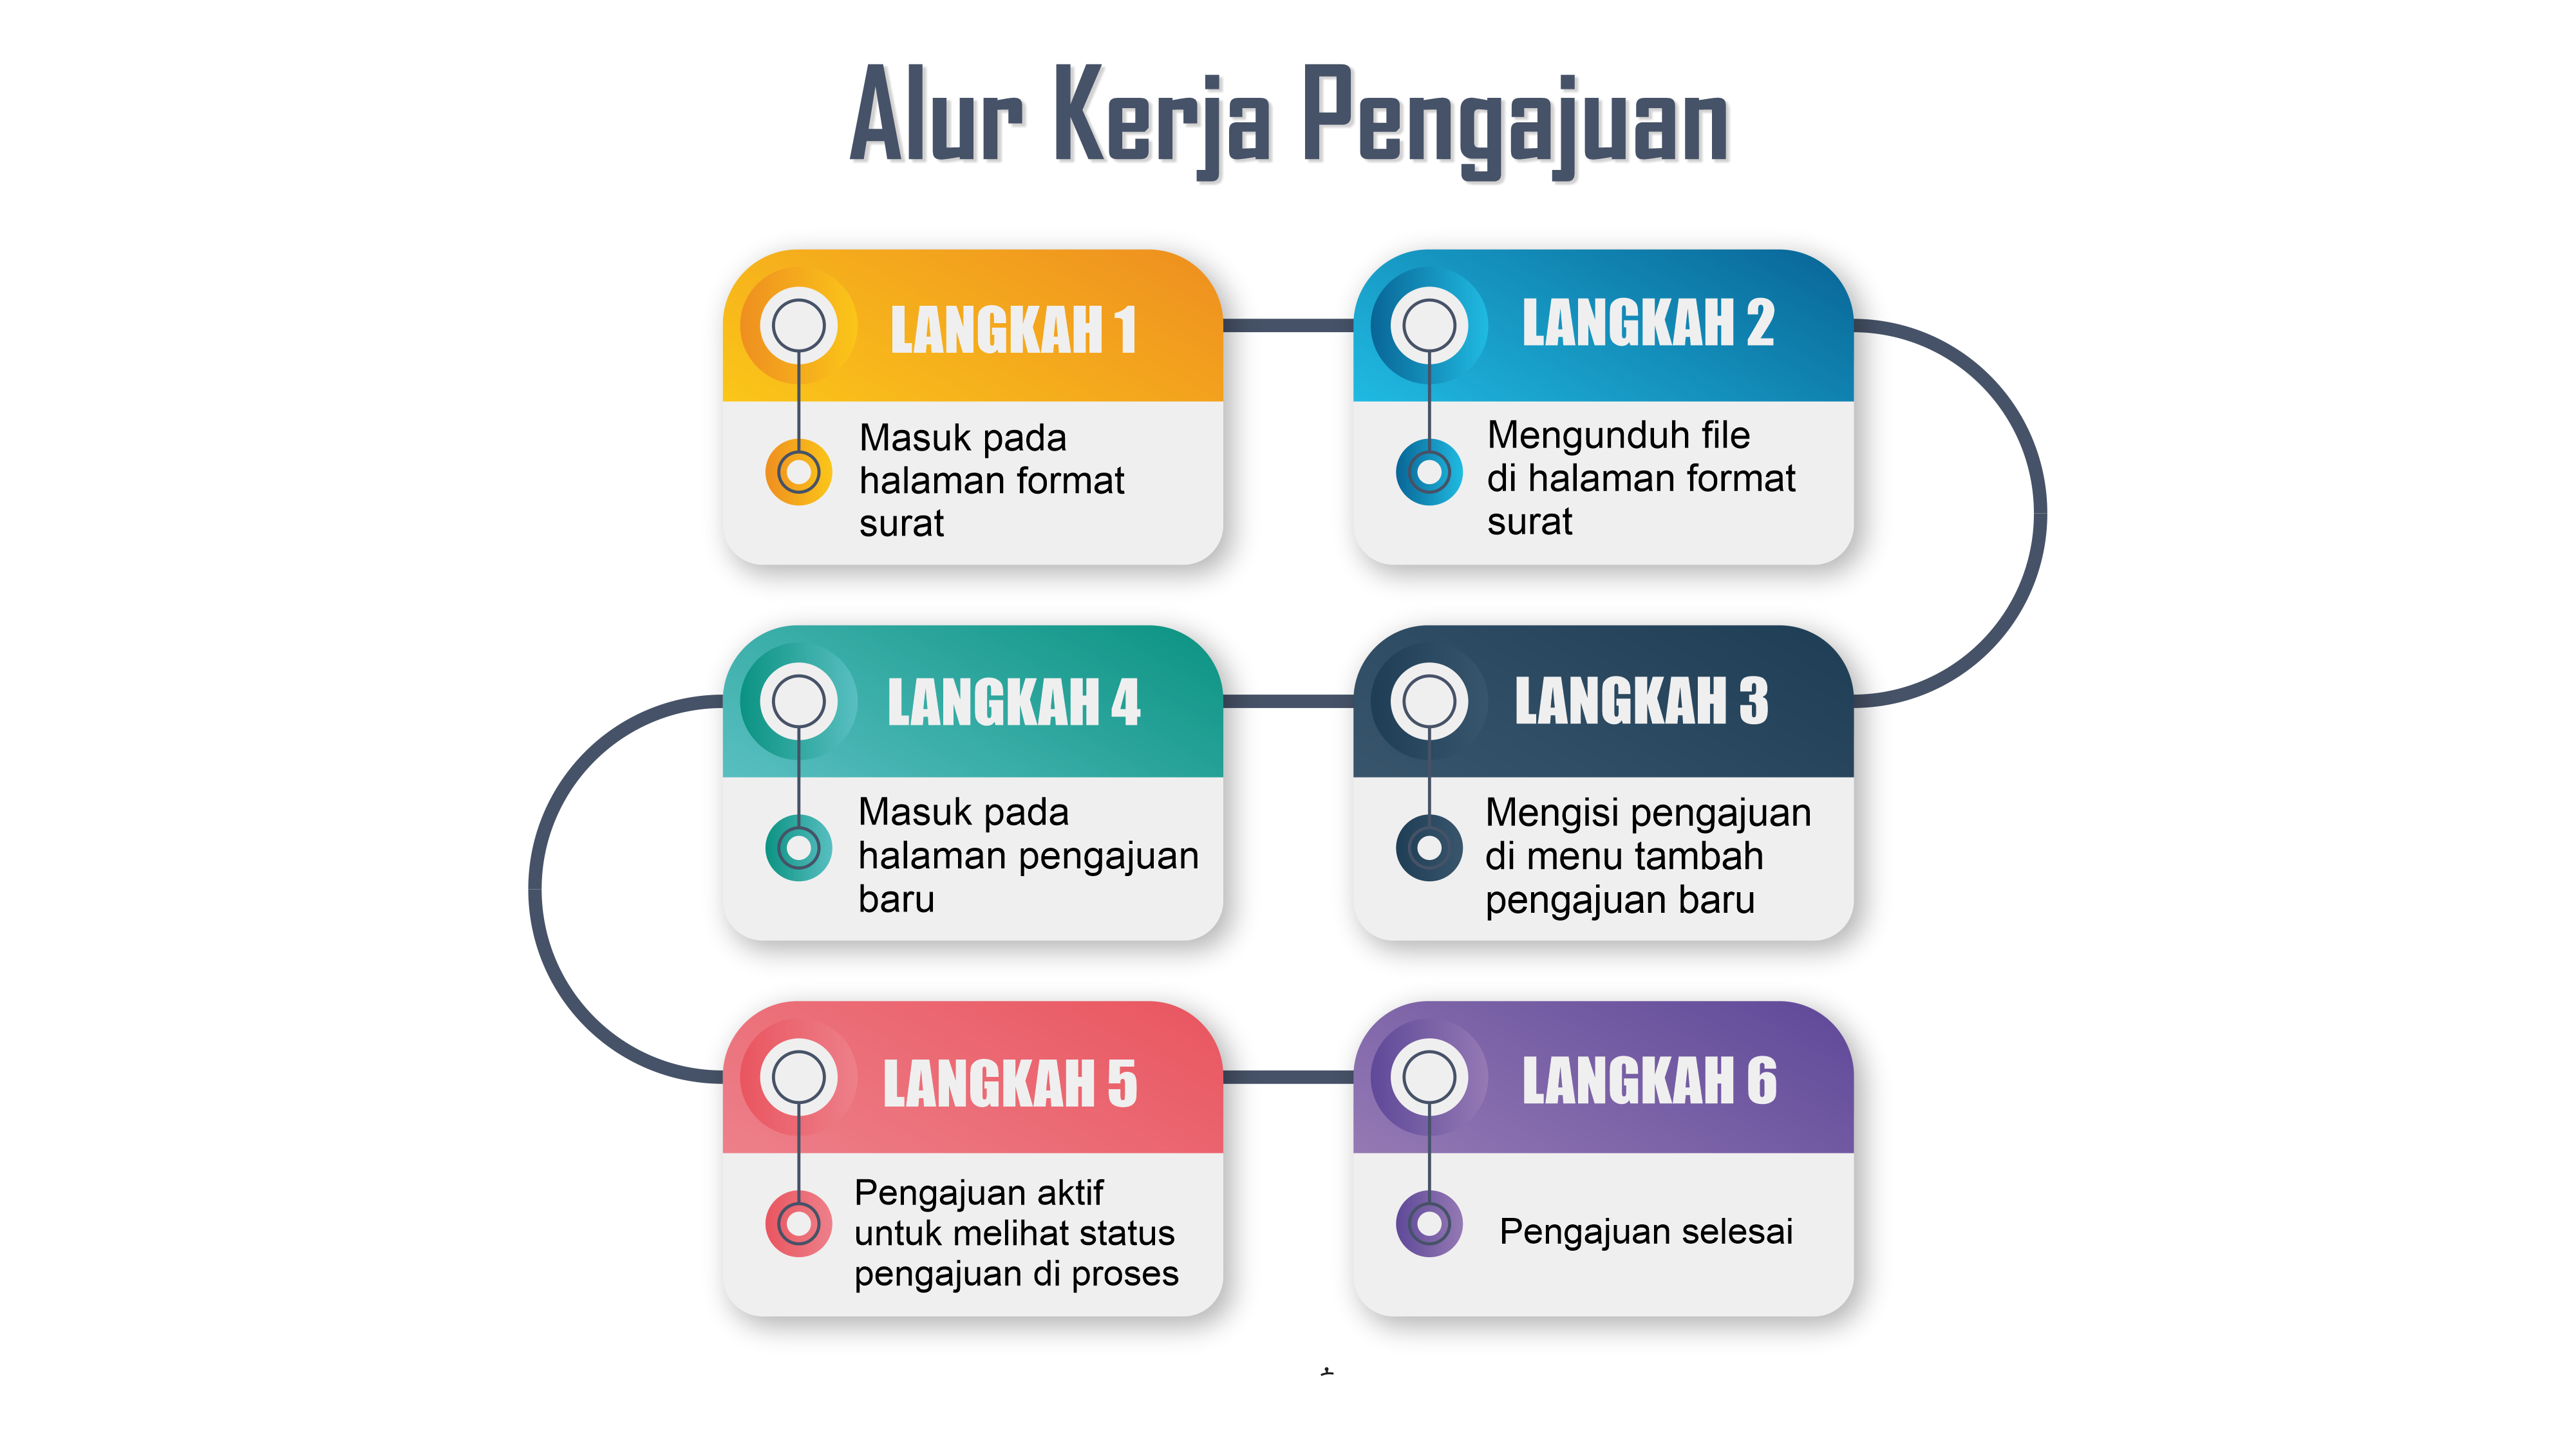 Alur Kerja Pengajuan
LANGKAH 1
Masuk pada
halaman format
surat
LANGKAH 2
Mengunduh file
di halaman format
surat
LANGKAH 3
Mengisi pengajuan
di menu tambah
pengajuan baru
LANGKAH 4
Masuk pada
halaman pengajuan
baru
LANGKAH 5
Pengajuan aktif
untuk melihat status
pengajuan di proses
LANGKAH 6
Pengajuan selesai